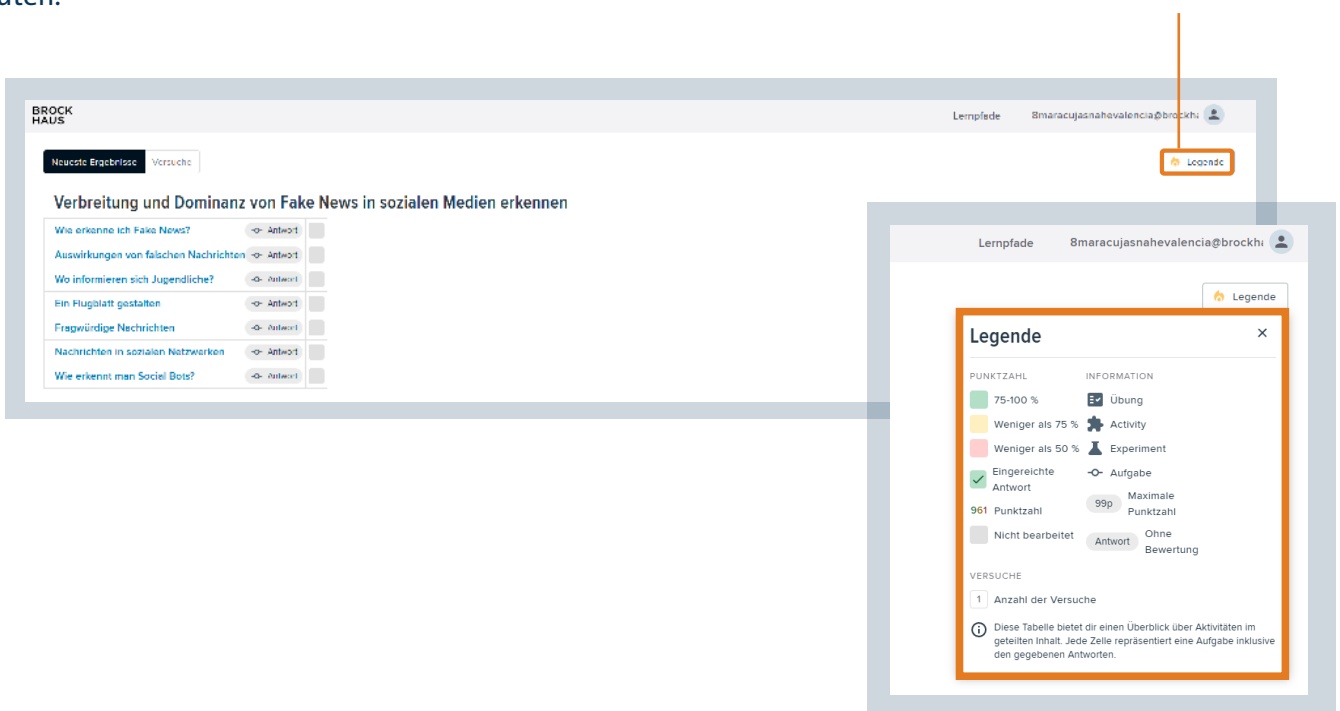 BROCK
HAUS
Lernpfade 8maracujasnahevalencia@brockh
Neueste Ergebnisse Versuche
Legende
Verbreitung und Dominanz von Fake News in sozialen Medien erkennen
Wie erkenne ich Fake News? Antwort
Auswirkungen von falschen Nachrichten Antwort
Wo informieren sich Jugendliche? Antwort
Ein Flugblatt gestalten Antwort
Fragwürdige Nachrichten Antwort
Nachrichten in sozialen Netzwerken Antwort
Wie erkennt man Social Bots? Antwort
Lernpfade 8maracujasnahevalencia@brockh
Legende
Legende ×
PUNKTZAHL INFORMATION
75-100 % Übung
Weniger als 75 % Activity
Weniger als 50 % Experiment
Eingereichte
Antwort
Aufgabe
961 Punktzahl
99p Maximale
Punktzahl
Nicht bearbeitet
Antwort Ohne
Bewertung
VERSUCHE
1 Anzahl der Versuche
Diese Tabelle bietet dir einen Überblick über Aktivitäten im
geteilten Inhalt. Jede Zelle repräsentiert eine Aufgabe inklusive
den gegebenen Antworten.